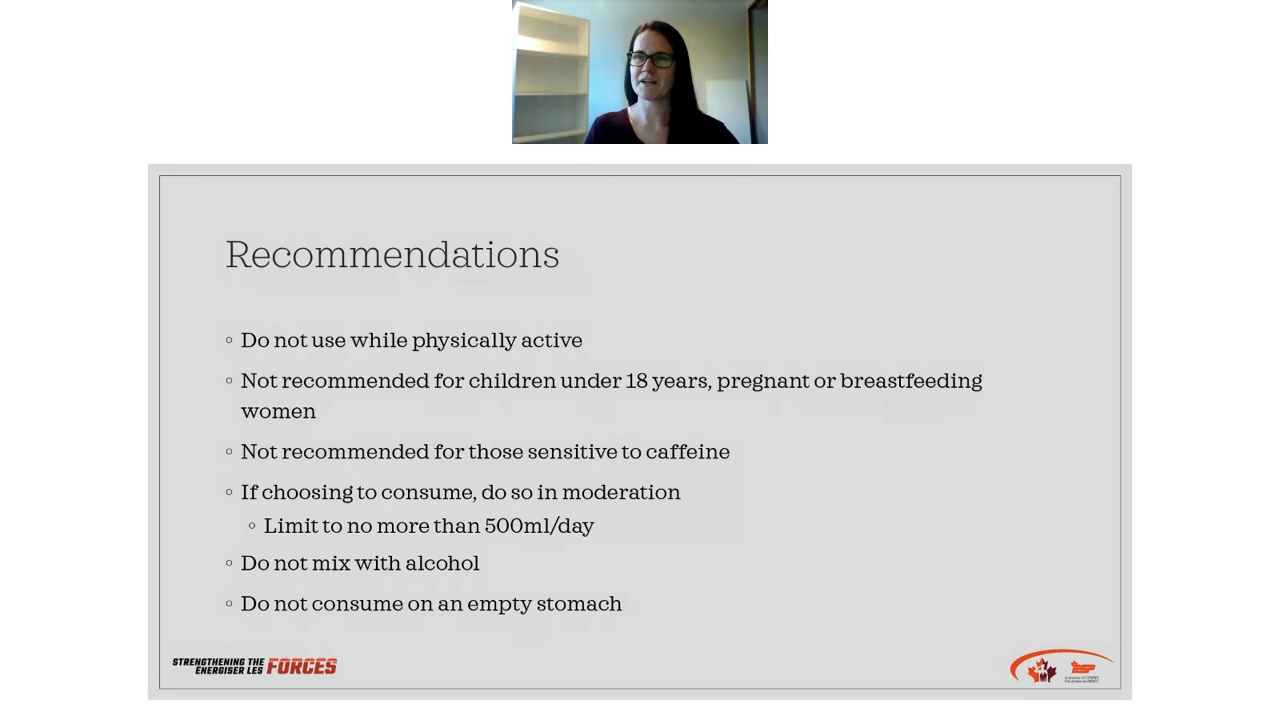 Recommendations
◦ Do not use while physically active
◦ Not recommended for children under 18 years, pregnant or breastfeeding
women
◦ Not recommended for those sensitive to caffeine
◦ If choosing to consume, do so in moderation
◦ Limit to no more than 500ml/day
◦ Do not mix with alcohol
◦ Do not consume on an empty stomach
STRENGTHENING THE
ÉNERGISER LES FORCES